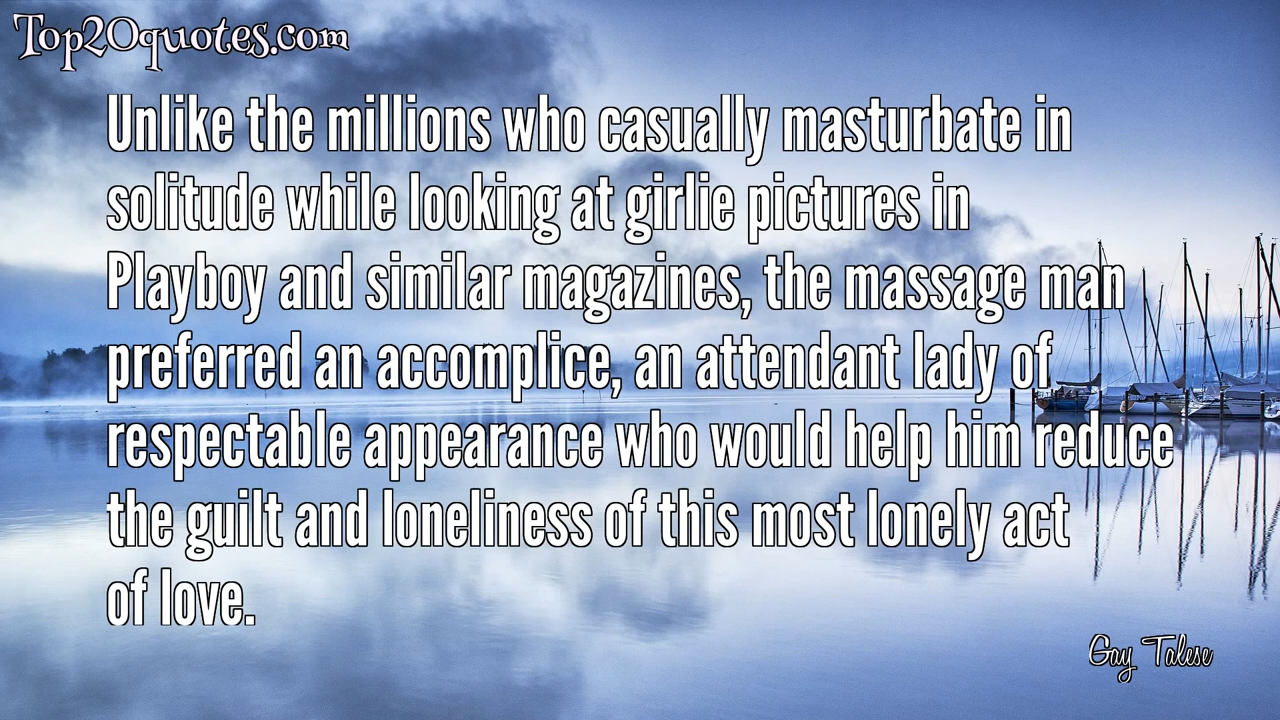 Top20quotes.com
Unlike the millions who casually masturbate in
solitude while looking at girlie pictures in
Playboy and similar magazines, the massage man
preferred an accomplice, an attendant lady of
respectable appearance who would help him reduce
the guilt and loneliness of this most lonely act
of love.
Gay Talese